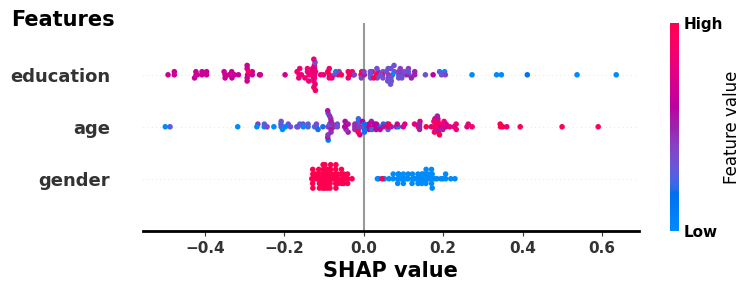 Features
High
education
age
gender
Feature value
Low
−0.4 −0.2 0.0 0.2 0.4 0.6
SHAP value